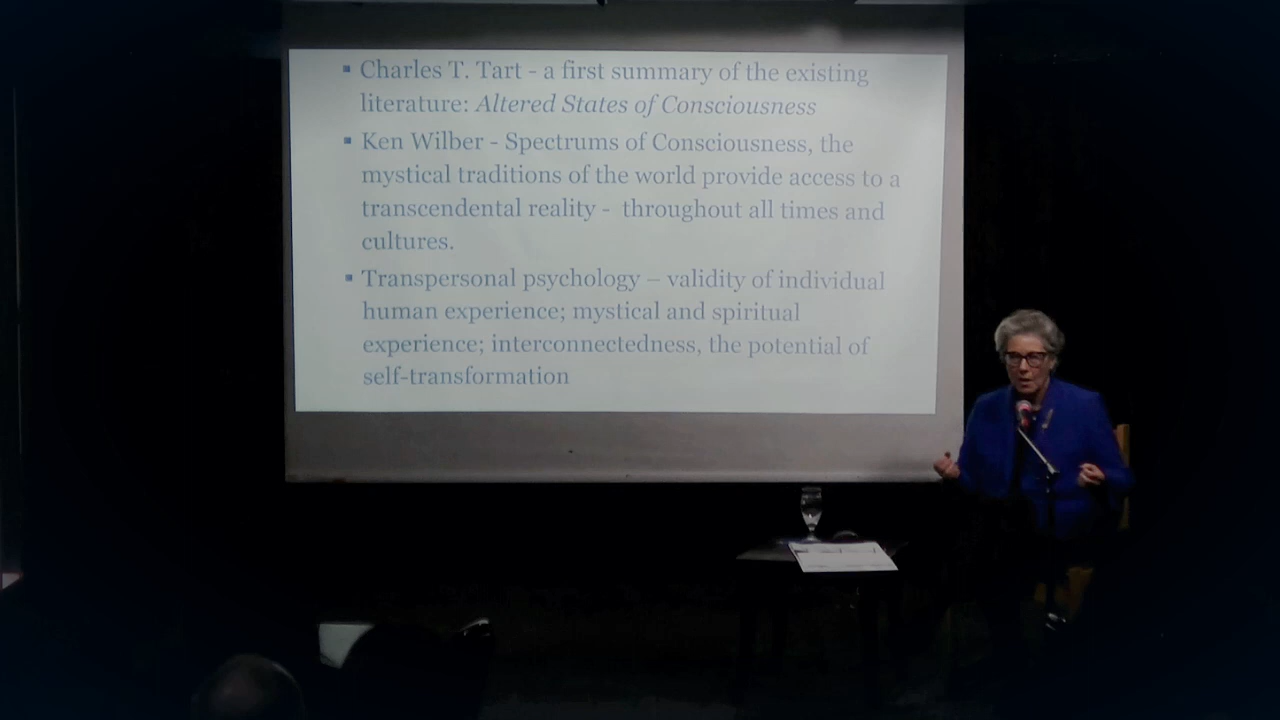 ▪ Charles T. Tart - a first summary of the existing
literature: Altered States of Consciousness
▪ Ken Wilber - Spectrums of Consciousness, the
mystical traditions of the world provide access to a
transcendental reality - throughout all times and
cultures.
▪ Transpersonal psychology – validity of individual
human experience; mystical and spiritual
experience; interconnectedness, the potential of
self-transformation